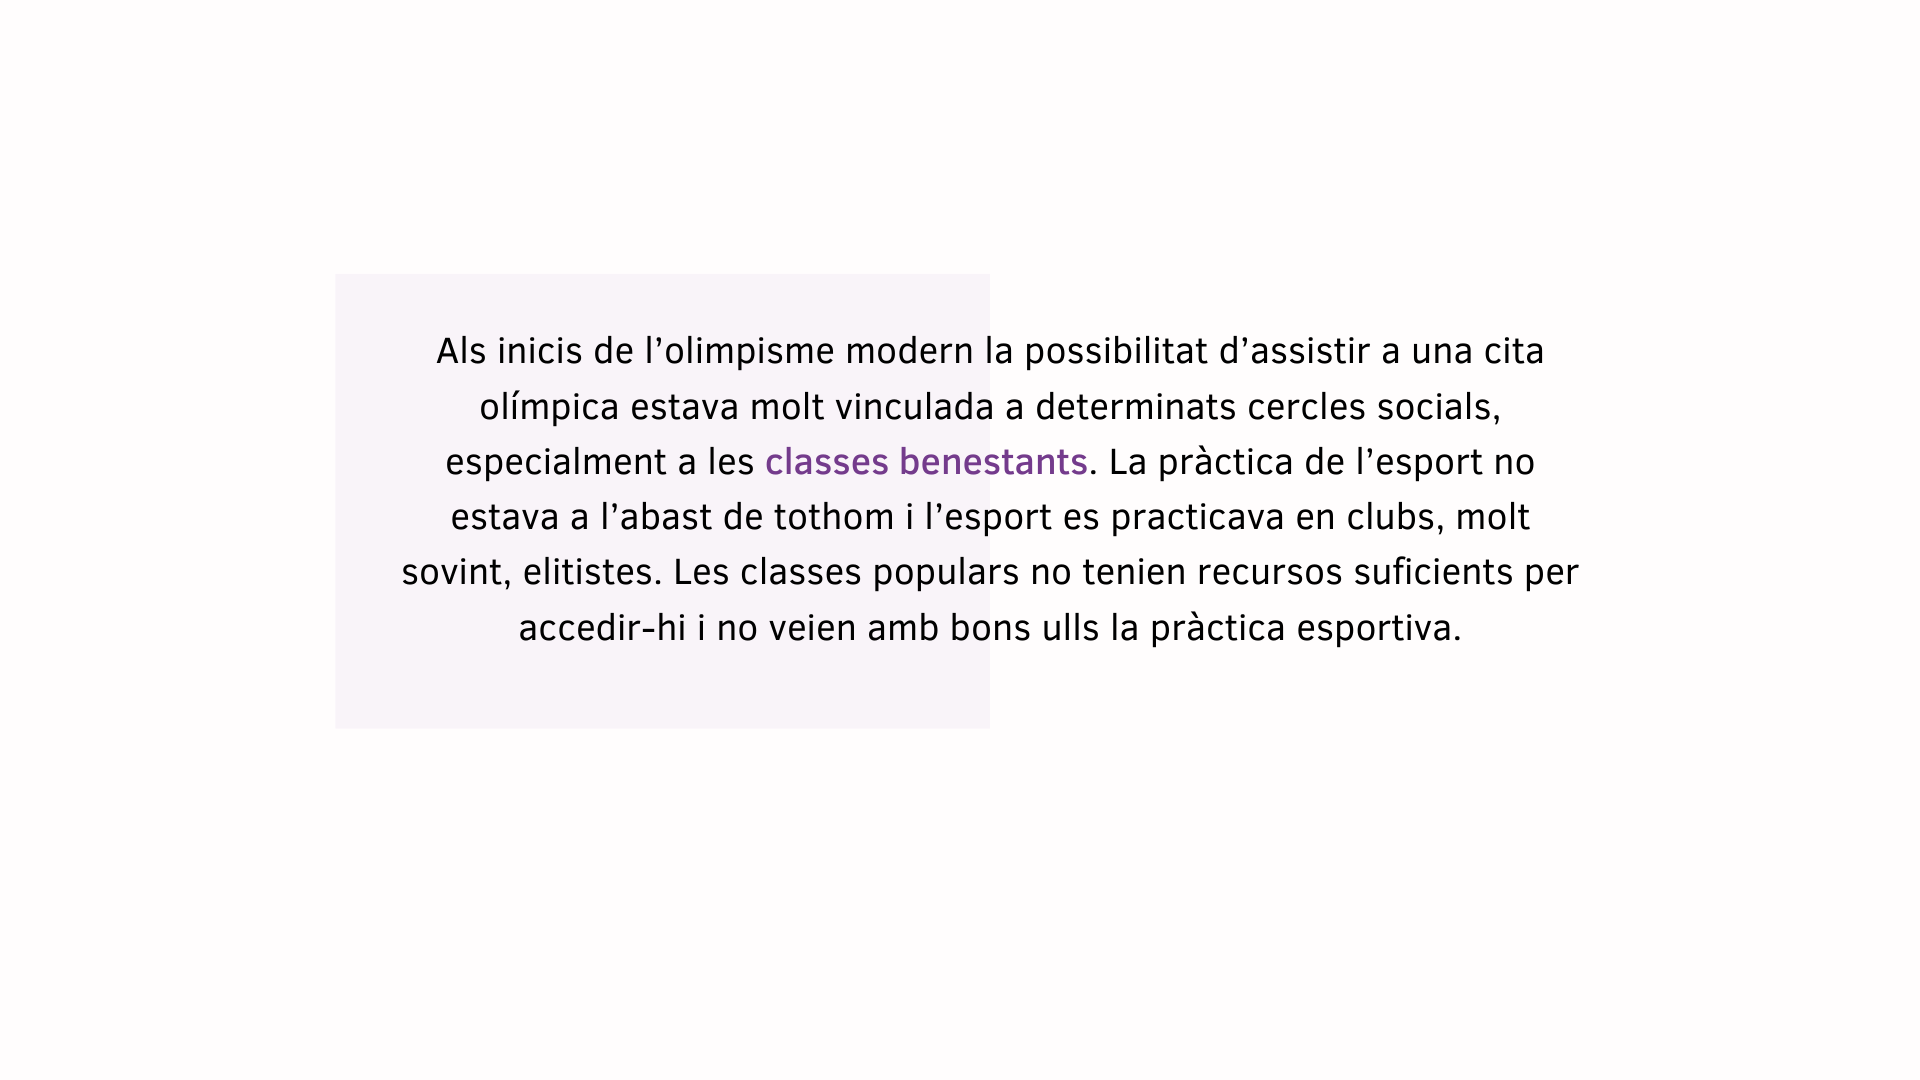 Als inicis de l’olimpisme modern la possibilitat d’assistir a una cita
olímpica estava molt vinculada a determinats cercles socials,
especialment a les classes benestants. La pràctica de l’esport no
estava a l’abast de tothom i l’esport es practicava en clubs, molt
sovint, elitistes. Les classes populars no tenien recursos suficients per
accedir-hi i no veien amb bons ulls la pràctica esportiva.